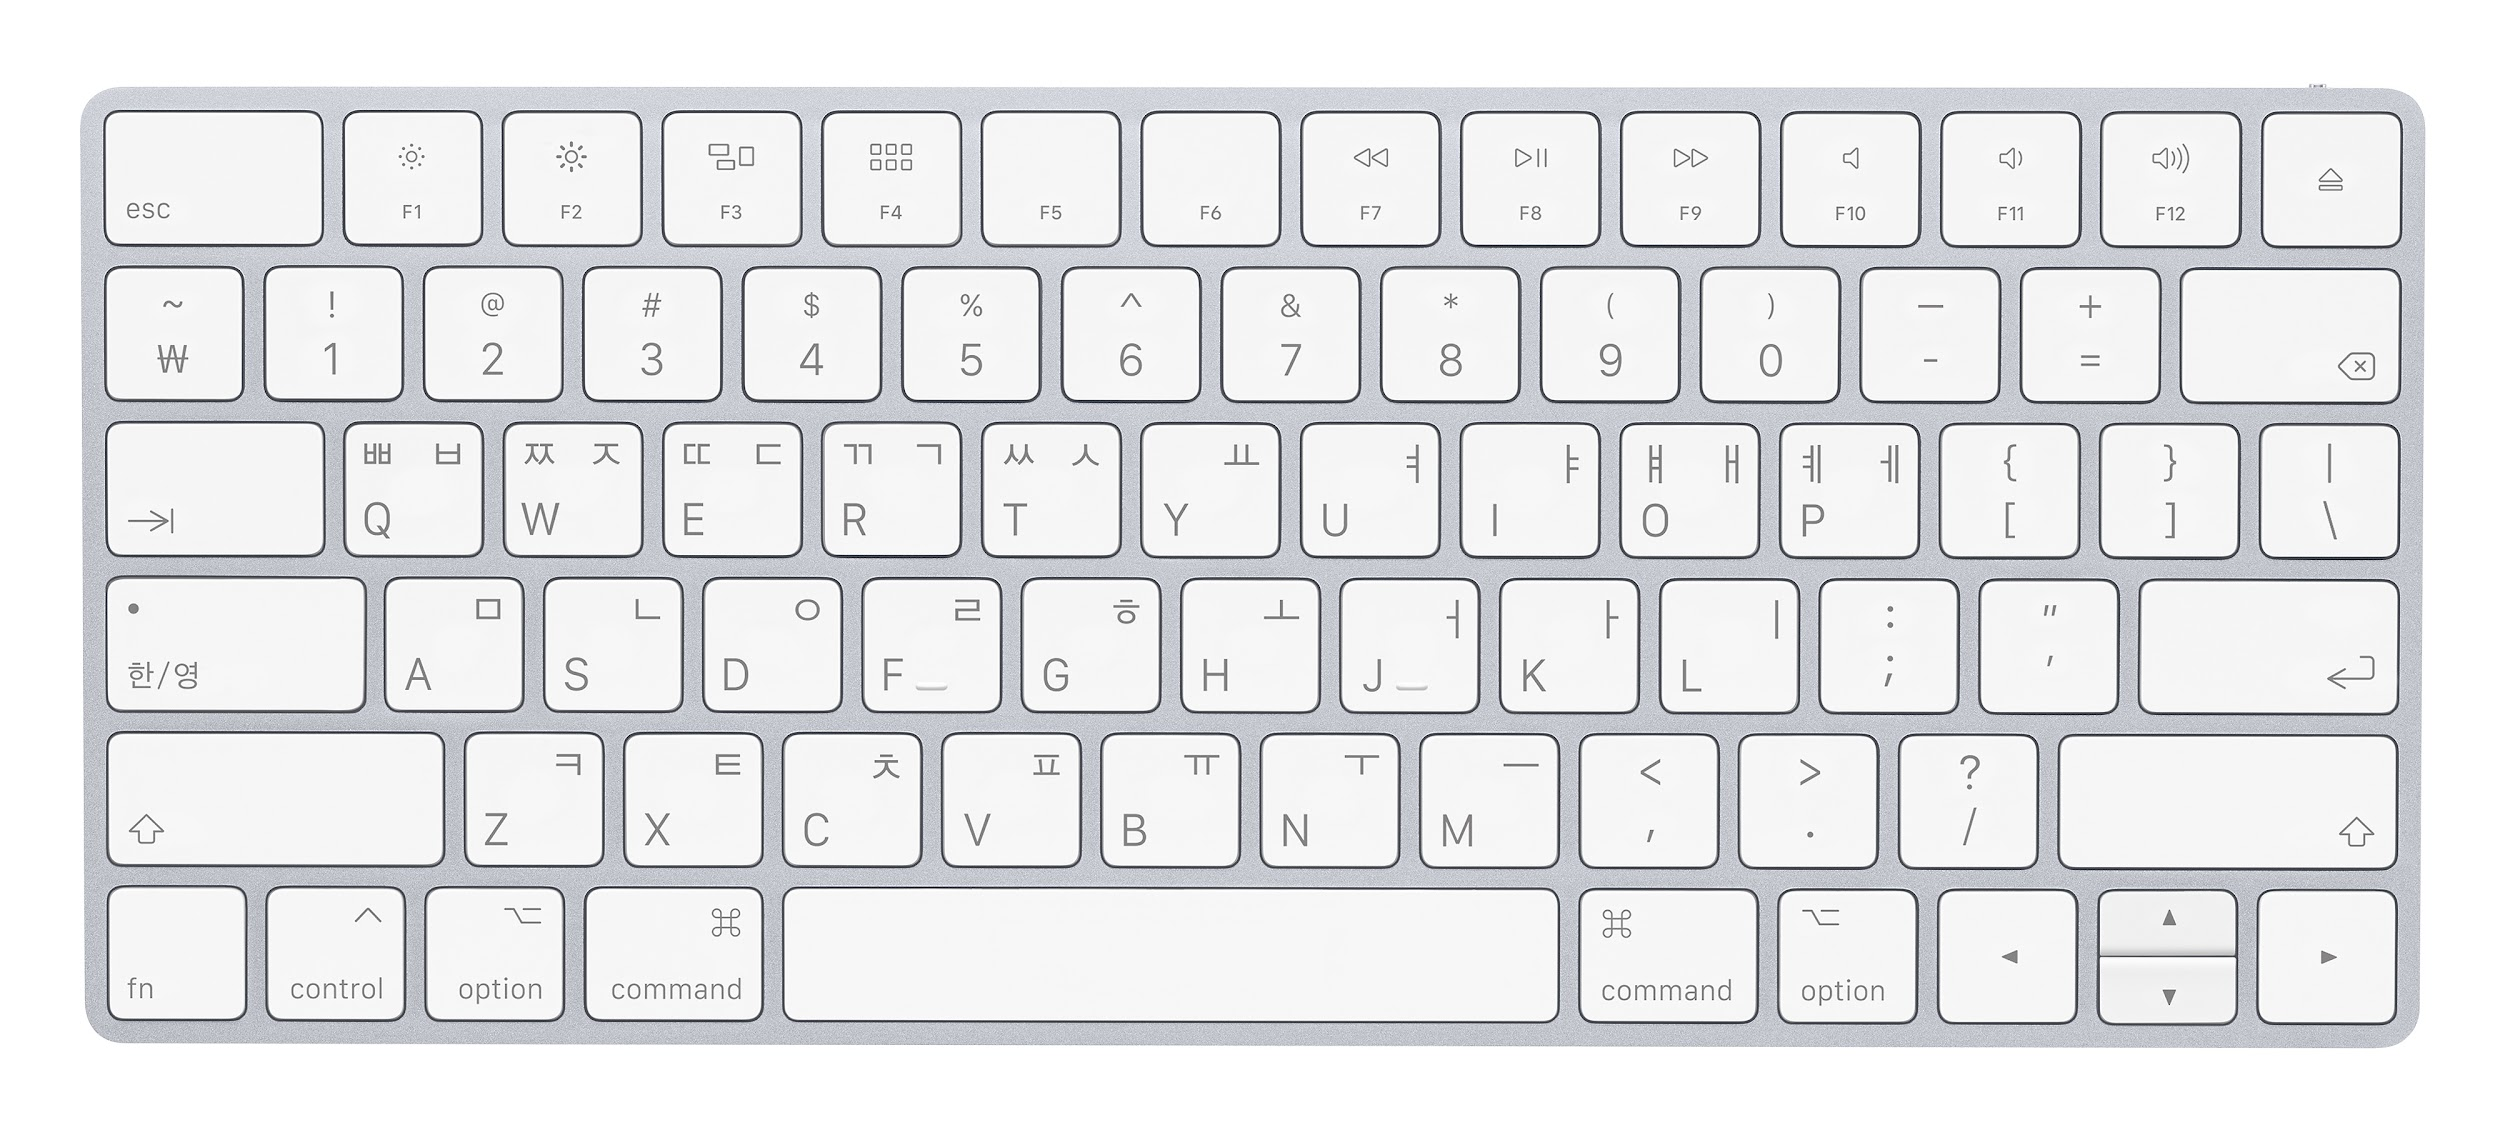 esc F1 F2 F3 F4 F5 F6 F7 F8 F9 F10 F11 F12
~ ! @ # $ % ^ & * ( ) — +
₩ 1 2 3 4 5 6 7 8 9 0 - =
ㅃ ㅂ ㅉ ㅈ ㄸ ㄷ ㄲ ㄱ ㅆ ㅅ ㅛ ㅕ ㅑ ㅒ ㅐ ㅖ ㅔ { } |
Q W E R T Y U I O P [ ] \
ㅁ ㄴ ㅇ ㄹ ㅎ ㅗ ㅓ ㅏ ㅣ : "
한/영 A S D F G H J K L ; '
ㅋ ㅌ ㅊ ㅍ ㅠ ㅜ ㅡ < > ?
Z X C V B N M , . /
fn control option command command option